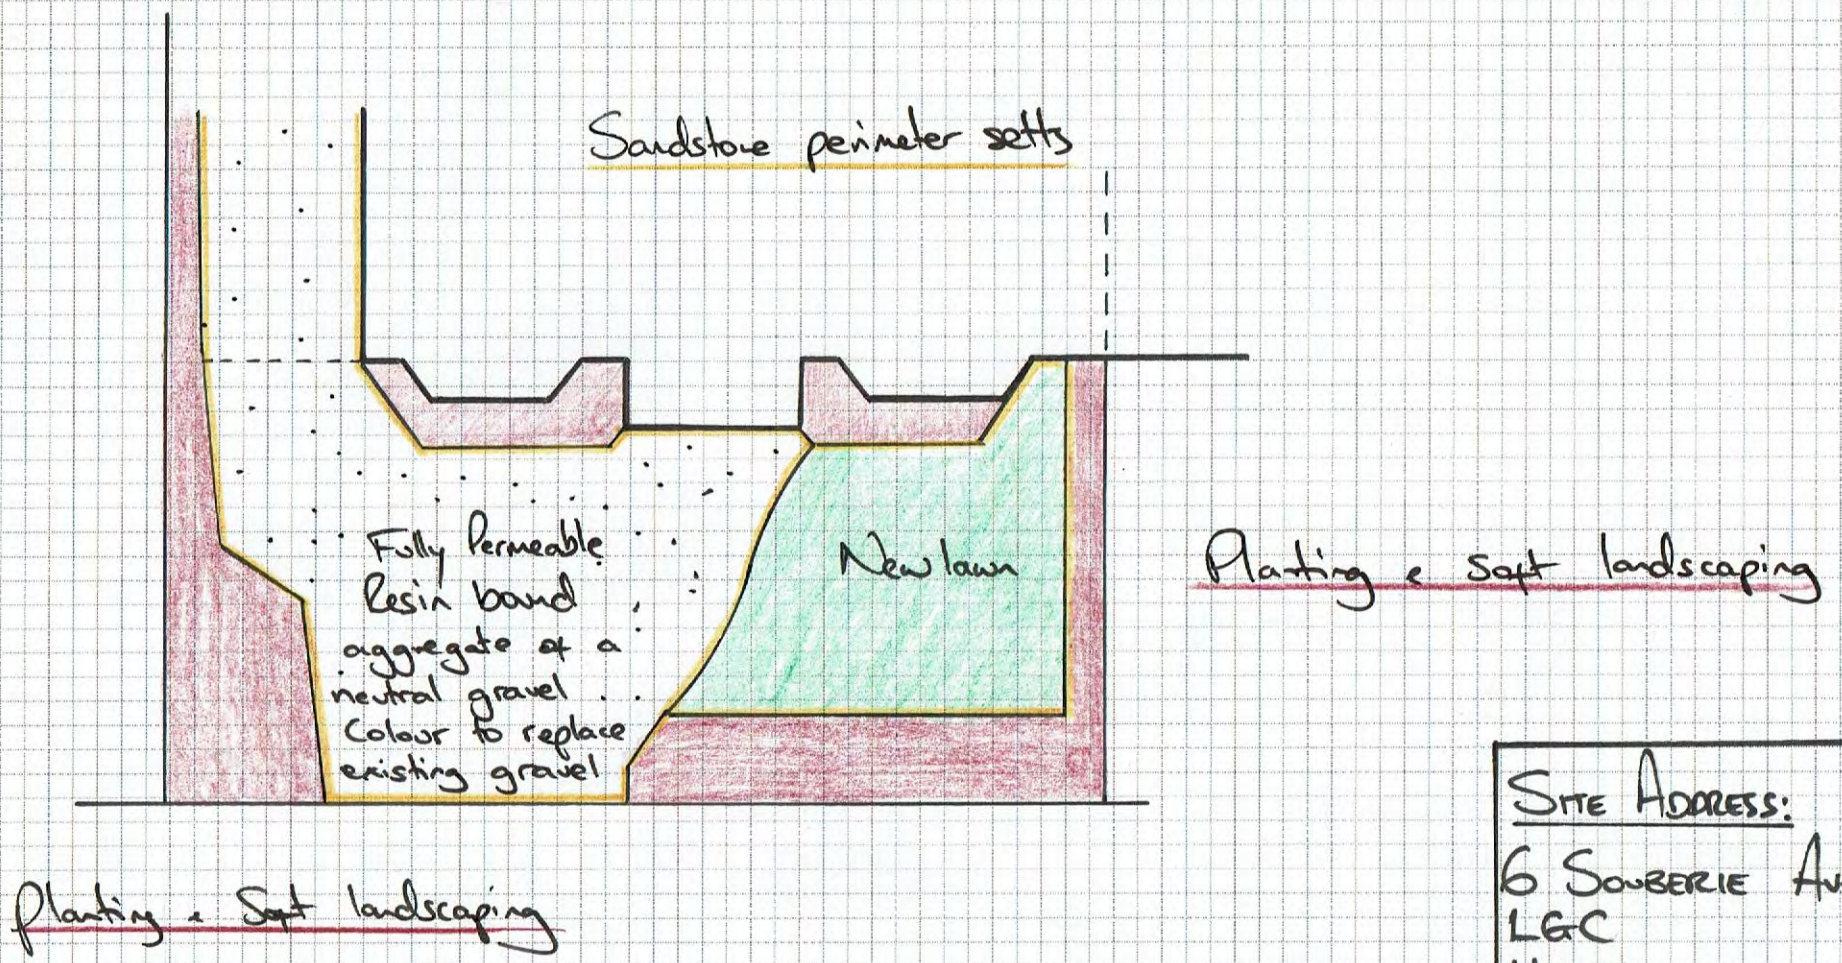 Sandstone perimeter setts
Fully Permeable
Resin bound
aggregate of a
neutral gravel
Colour to replace
existing gravel
New lawn
Planting & Soft landscaping
SITE ADDRESS:
6 SOUBERIE
LGC
Planting & Soft landscaping